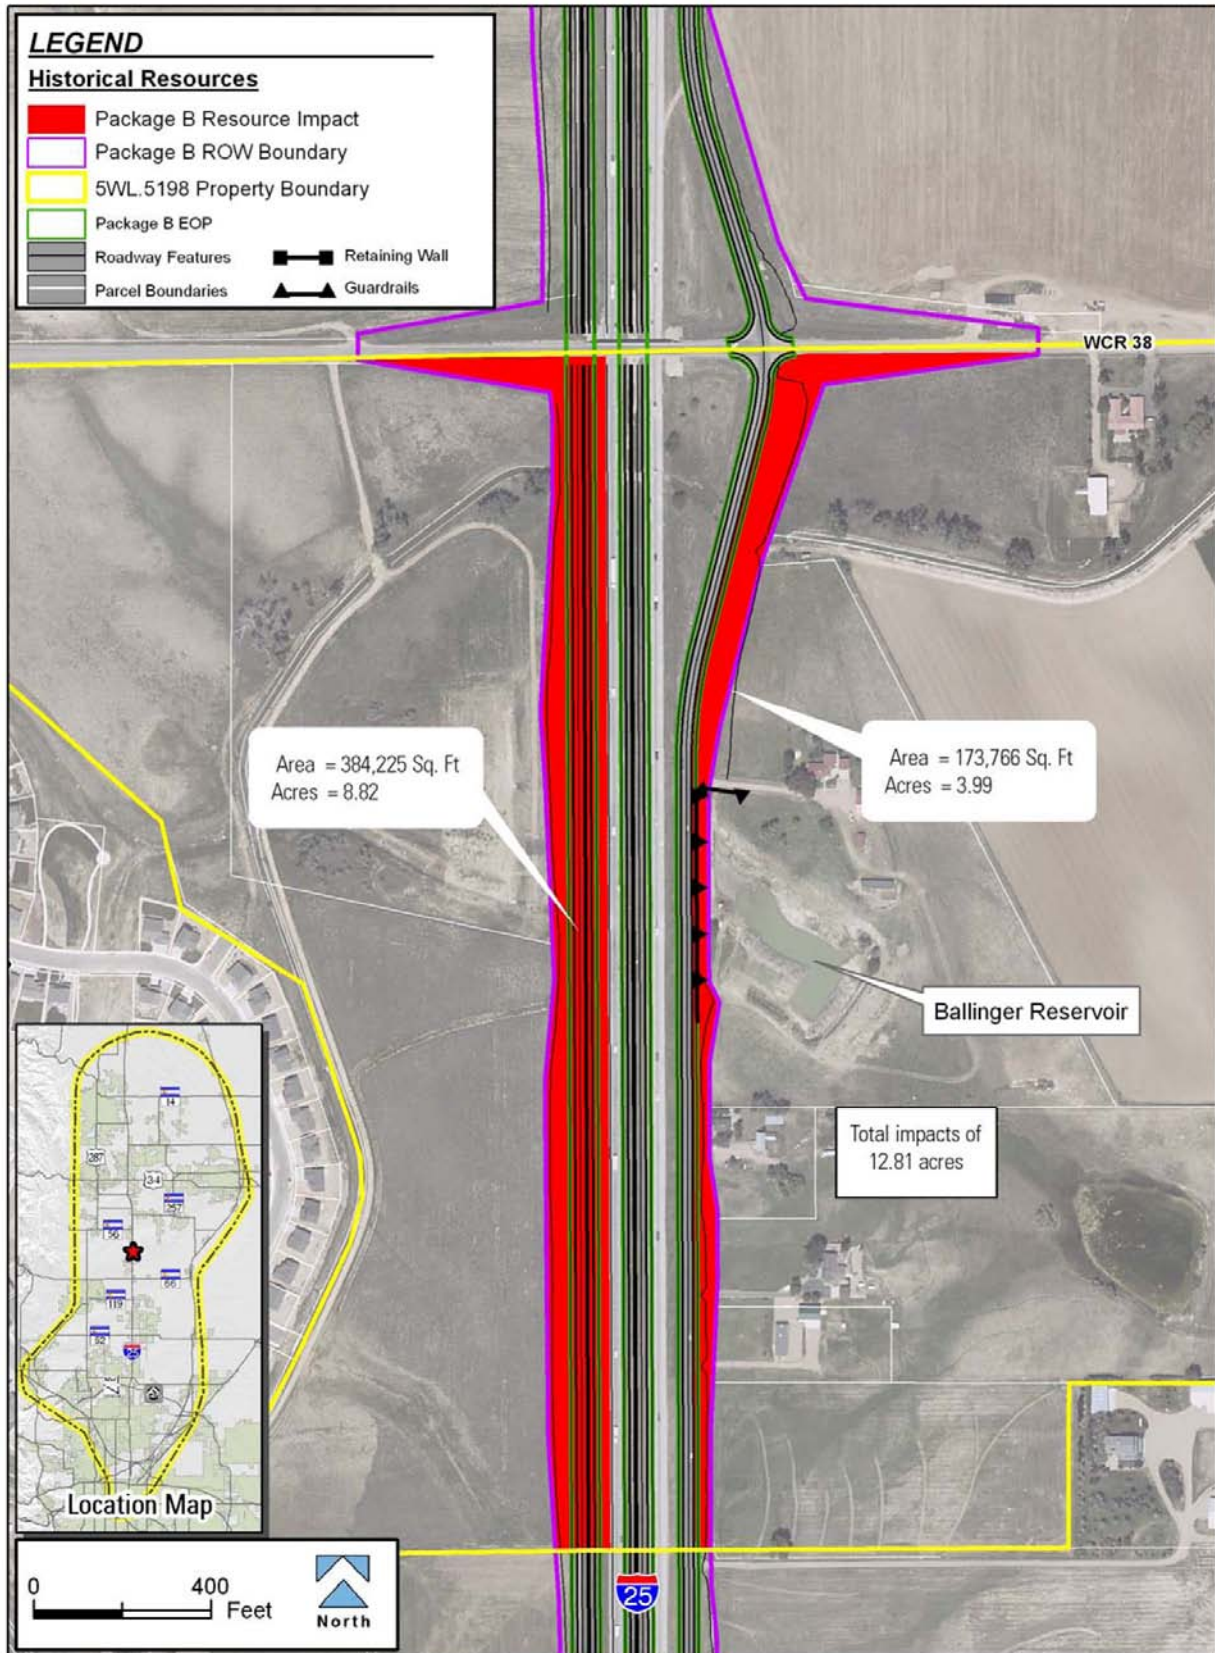 LEGEND
Historical Resources
Package B Resource Impact
Package B ROW Boundary
5WL.5198 Property Boundary
Package B EOP
Roadway Features
Retaining Wall
Parcel Boundaries
Guardrails
WCR 38
Area = 384,225 Sq. Ft
Acres = 8.82
Area = 173,766 Sq. Ft
Acres = 3.99
Ballinger Reservoir
Total impacts of
12.81 acres
14
287
34
257
56
66
119
52
25
Location Map
0 400
Feet
North
25